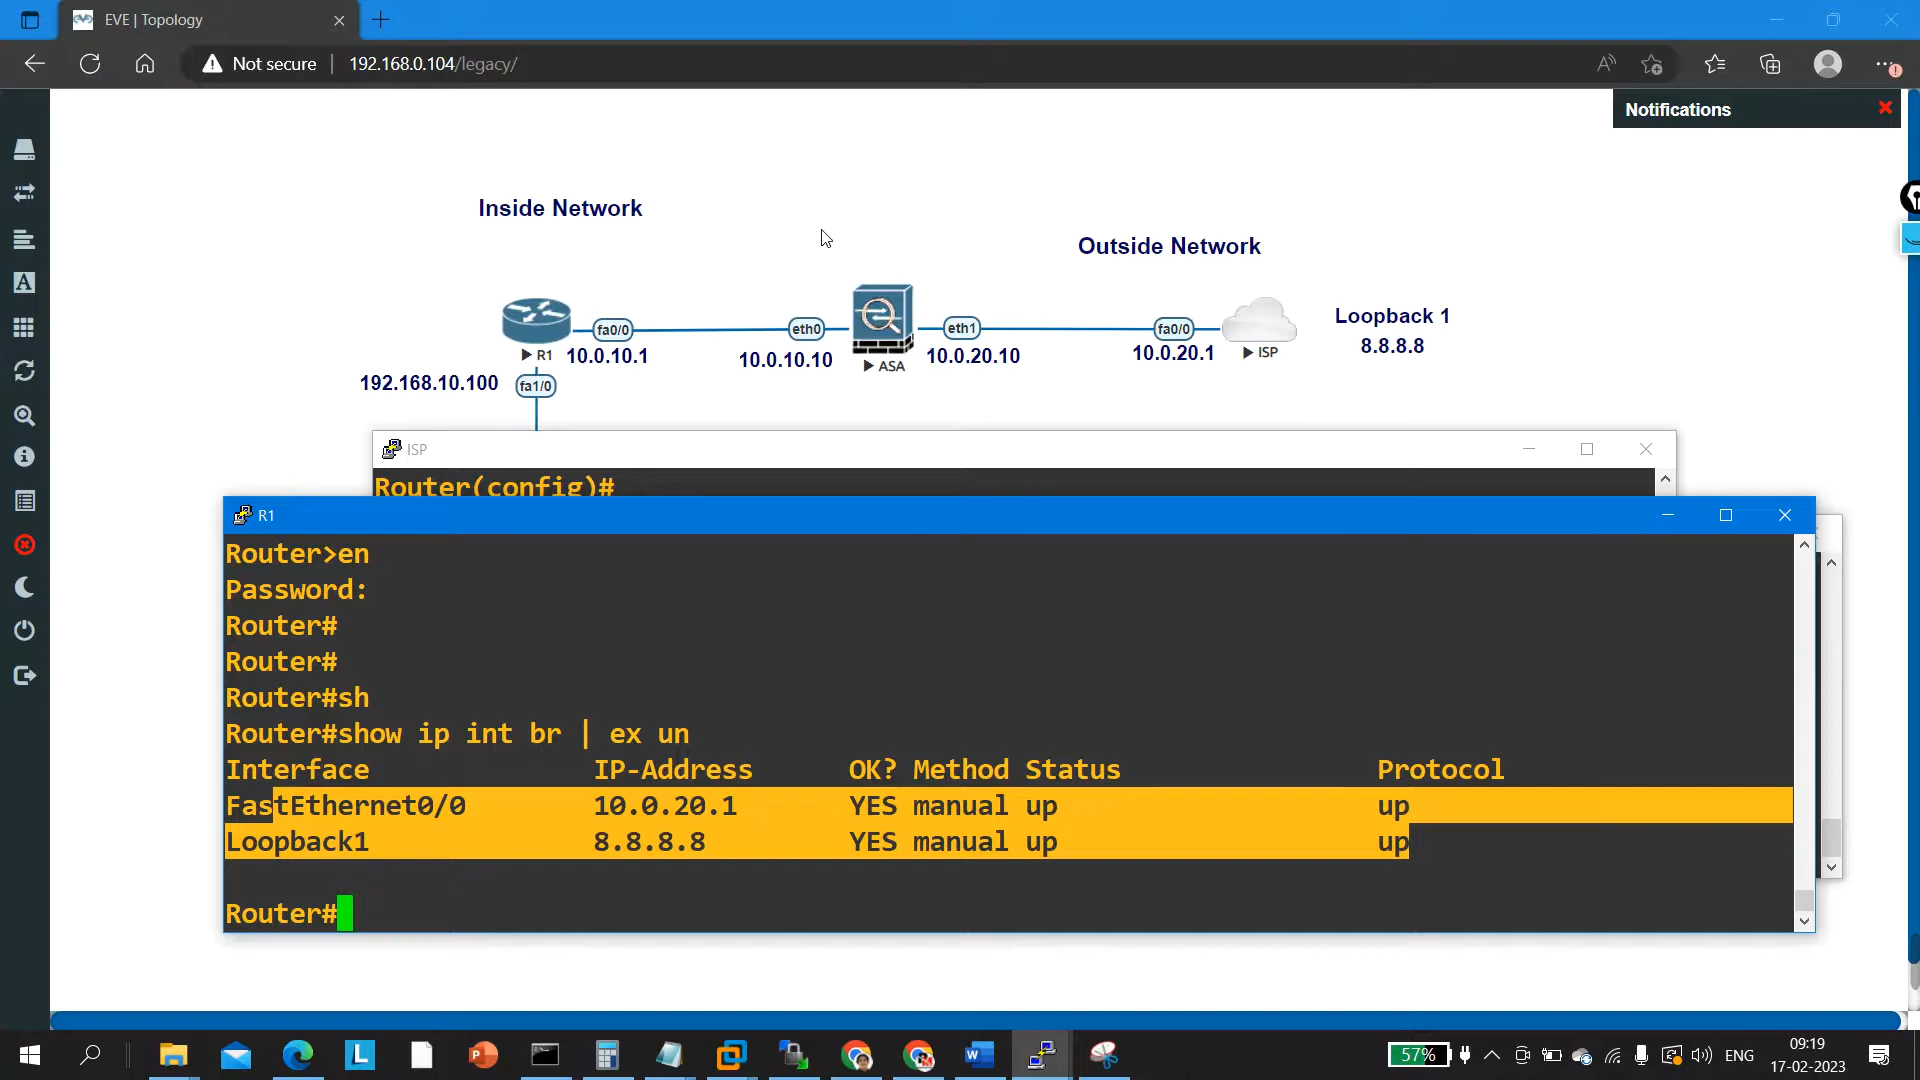 EVE | Topology
Not secure
192.168.0.104/legacy/
Notifications
Inside Network
Outside Network
Loopback 1
8.8.8.8
fa0/0
eth0
eth1
fa0/0
R1
10.0.10.1
10.0.10.10
ASA
10.0.20.10
10.0.20.1
ISP
192.168.10.100
fa1/0
ISP
Router(config)#
R1
Router>en
Password:
Router#
Router#
Router#sh
Router#show ip int br | ex un
Interface IP-Address OK? Method Status Protocol
FastEthernet0/0 10.0.20.1 YES manual up up
Loopback1 8.8.8.8 YES manual up up
Router#
57%
ENG
09:19
17-02-2023